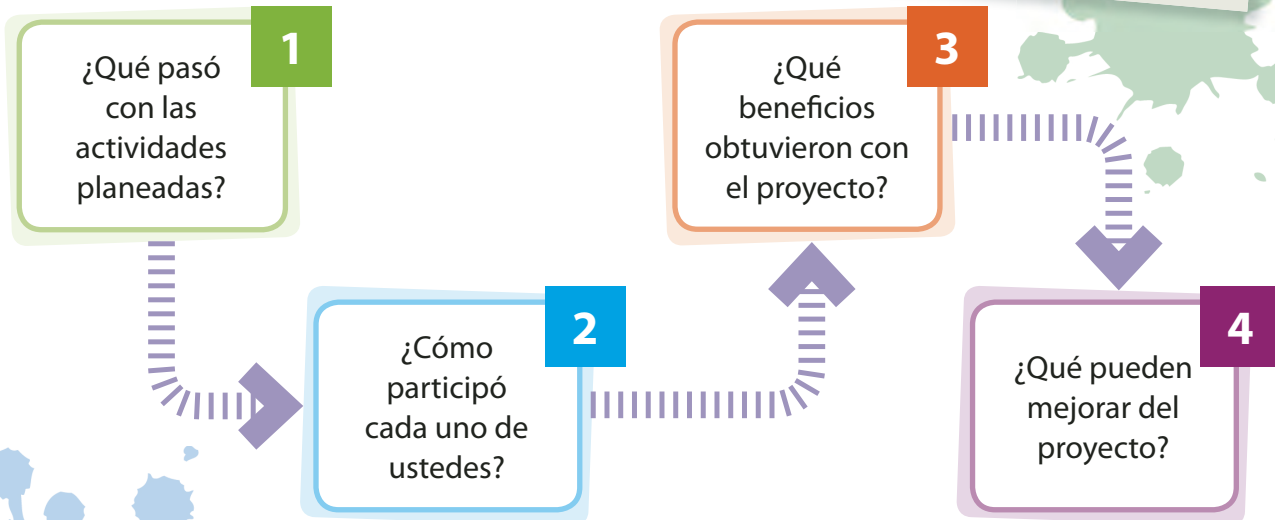 1
¿Qué pasó
con las
actividades
planeadas?
2
¿Cómo
participó
cada uno de
ustedes?
3
¿Qué
beneficios
obtuvieron con
el proyecto?
4
¿Qué pueden
mejorar del
proyecto?